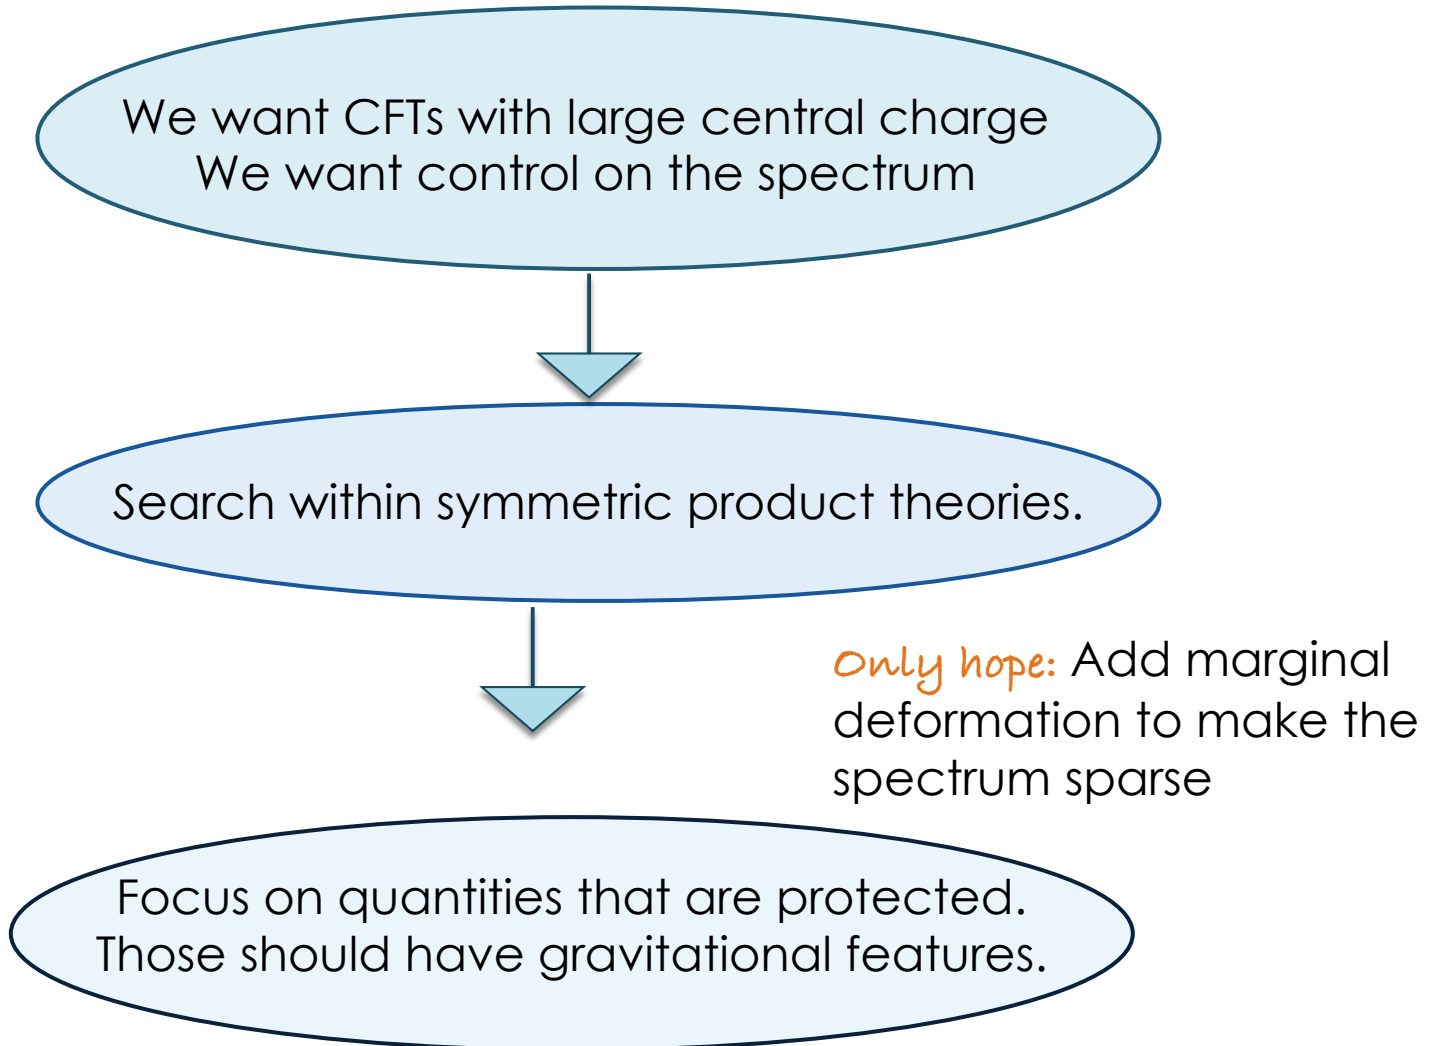 We want CFTs with large central charge
We want control on the spectrum
Search within symmetric product theories.
Only hope: Add marginal
deformation to make the
spectrum sparse
Focus on quantities that are protected.
Those should have gravitational features.